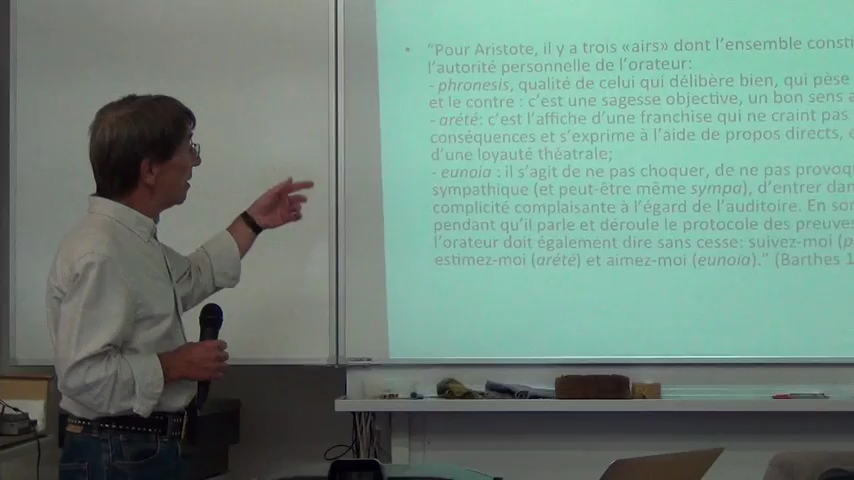 • "Pour Aristote, il y a trois «airs» dont l'ensemble consti
l'autorité personnelle de l'orateur:
- phronesis, qualité de celui qui délibère bien, qui pèse
et le contre : c'est une sagesse objective, un bon sens a
- arété: c'est l'affiche d'une franchise qui ne craint pas
conséquences et s'exprime à l'aide de propos directs, e
d'une loyauté théatrale;
- eunoia : il s'agit de ne pas choquer, de ne pas provoq
sympathique (et peut-être même sympa), d'entrer dan
complicité complaisante à l'égard de l'auditoire. En som
pendant qu'il parle et déroule le protocole des preuves
l'orateur doit également dire sans cesse: suivez-moi (p
estimez-moi (arété) et aimez-moi (eunoia)." (Barthes 1